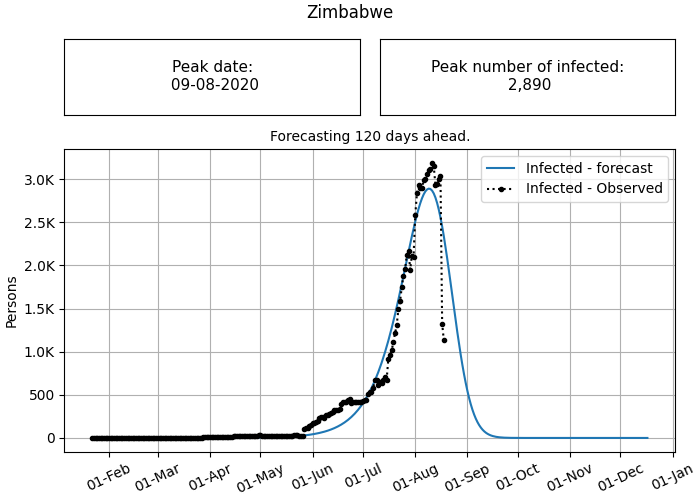 Zimbabwe
Peak date:
09-08-2020
Peak number of infected:
2,890
Forecasting 120 days ahead.
Infected - forecast
Infected - Observed
Persons
3.0K
2.5K
2.0K
1.5K
1.0K
500
0
01-Feb
01-Mar
01-Apr
01-May
01-Jun
01-Jul
01-Aug
01-Sep
01-Oct
01-Nov
01-Dec
01-Jan